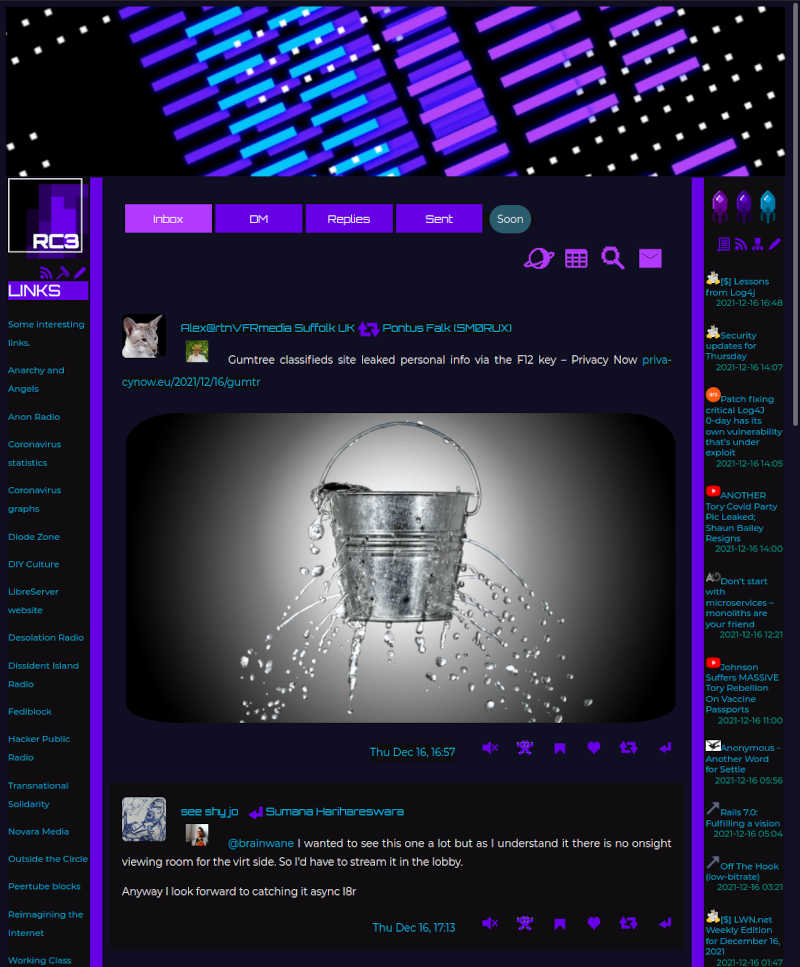 RC3
LINKS
Some interesting
links.
Anarchy and
Angels
Anon Radio
Coronavirus
statistics
Coronavirus
graphs
Diode Zone
DIY Culture
LibreServer
website
Desolation Radio
Dissident Island
Radio
Fediblock
Hacker Public
Radio
Transnational
Solidarity
Novara Media
Outside the Circle
Peertube blocks
Reimagining the
Internet
Working Class
Inbox
DM
Replies
Sent
Soon
Alex@rtnVFRmedia Suffolk UK Pontus Falk (SM0RUX)
Gumtree classifieds site leaked personal info via the F12 key – Privacy Now priva-
cynow.eu/2021/12/16/gumtr
Thu Dec 16, 16:57
see shy jo Sumana Harihareswara
@brainwane I wanted to see this one a lot but as I understand it there is no onsight
viewing room for the virt side. So I'd have to stream it in the lobby.
Anyway I look forward to catching it async l8r
Thu Dec 16, 17:13
[$] Lessons
from Log4j
2021-12-16 16:48
Security
updates for
Thursday
2021-12-16 14:07
Patch fixing
critical Log4J
0-day has its
own vulnerability
that's under
exploit
2021-12-16 14:05
ANOTHER
Tory Covid Party
Pic Leaked;
Shaun Bailey
Resigns
2021-12-16 14:00
Don't start
with
microservices –
monoliths are
your friend
2021-12-16 12:21
Johnson
Suffers MASSIVE
Tory Rebellion
On Vaccine
Passports
2021-12-16 11:00
Anonymous –
Another Word
for Settle
2021-12-16 05:56
Rails 7.0:
Fulfilling a vision
2021-12-16 05:04
Off The Hook
(low-bitrate)
2021-12-16 03:21
[$] LWN.net
Weekly Edition
for December 16,
2021
2021-12-16 01:47